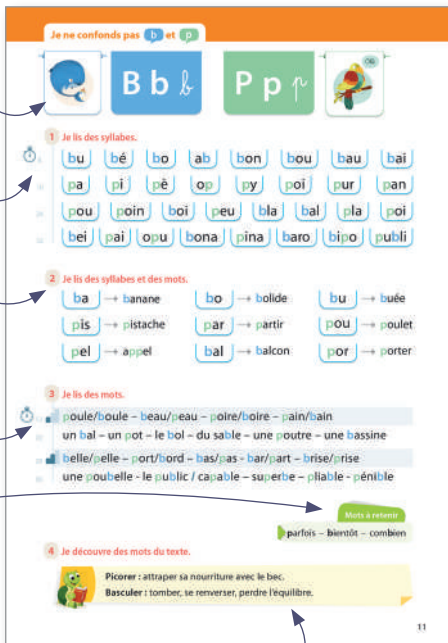 Je ne confonds pas b et p
B b b P p p
1 Je lis des syllabes.
bu bé bo ab bon bou bau bai
pa pi pè op py poi pur pan
pou poin boi peu bla bal pla poi
bei pai opu bona pina baro bipo publi
2 Je lis des syllabes et des mots.
ba → banane bo → bolide bu → buée
pis → pistache par → partir pou → poulet
pel → appel bal → balcon por → porter
3 Je lis des mots.
poule/boule – beau/peau – poire/boire – pain/bain
un bal – un pot – le bol – du sable – une poutre – une bassine
belle/pelle – port/bord – bas/pas - bar/part – brise/prise
une poubelle - le public / capable – superbe – pliable - pénible
Mots à retenir
parfois – bientôt – combien
4 Je découvre des mots du texte.
Picorer : attraper sa nourriture avec le bec.
Basculer : tomber, se renverser, perdre l'équilibre.
11